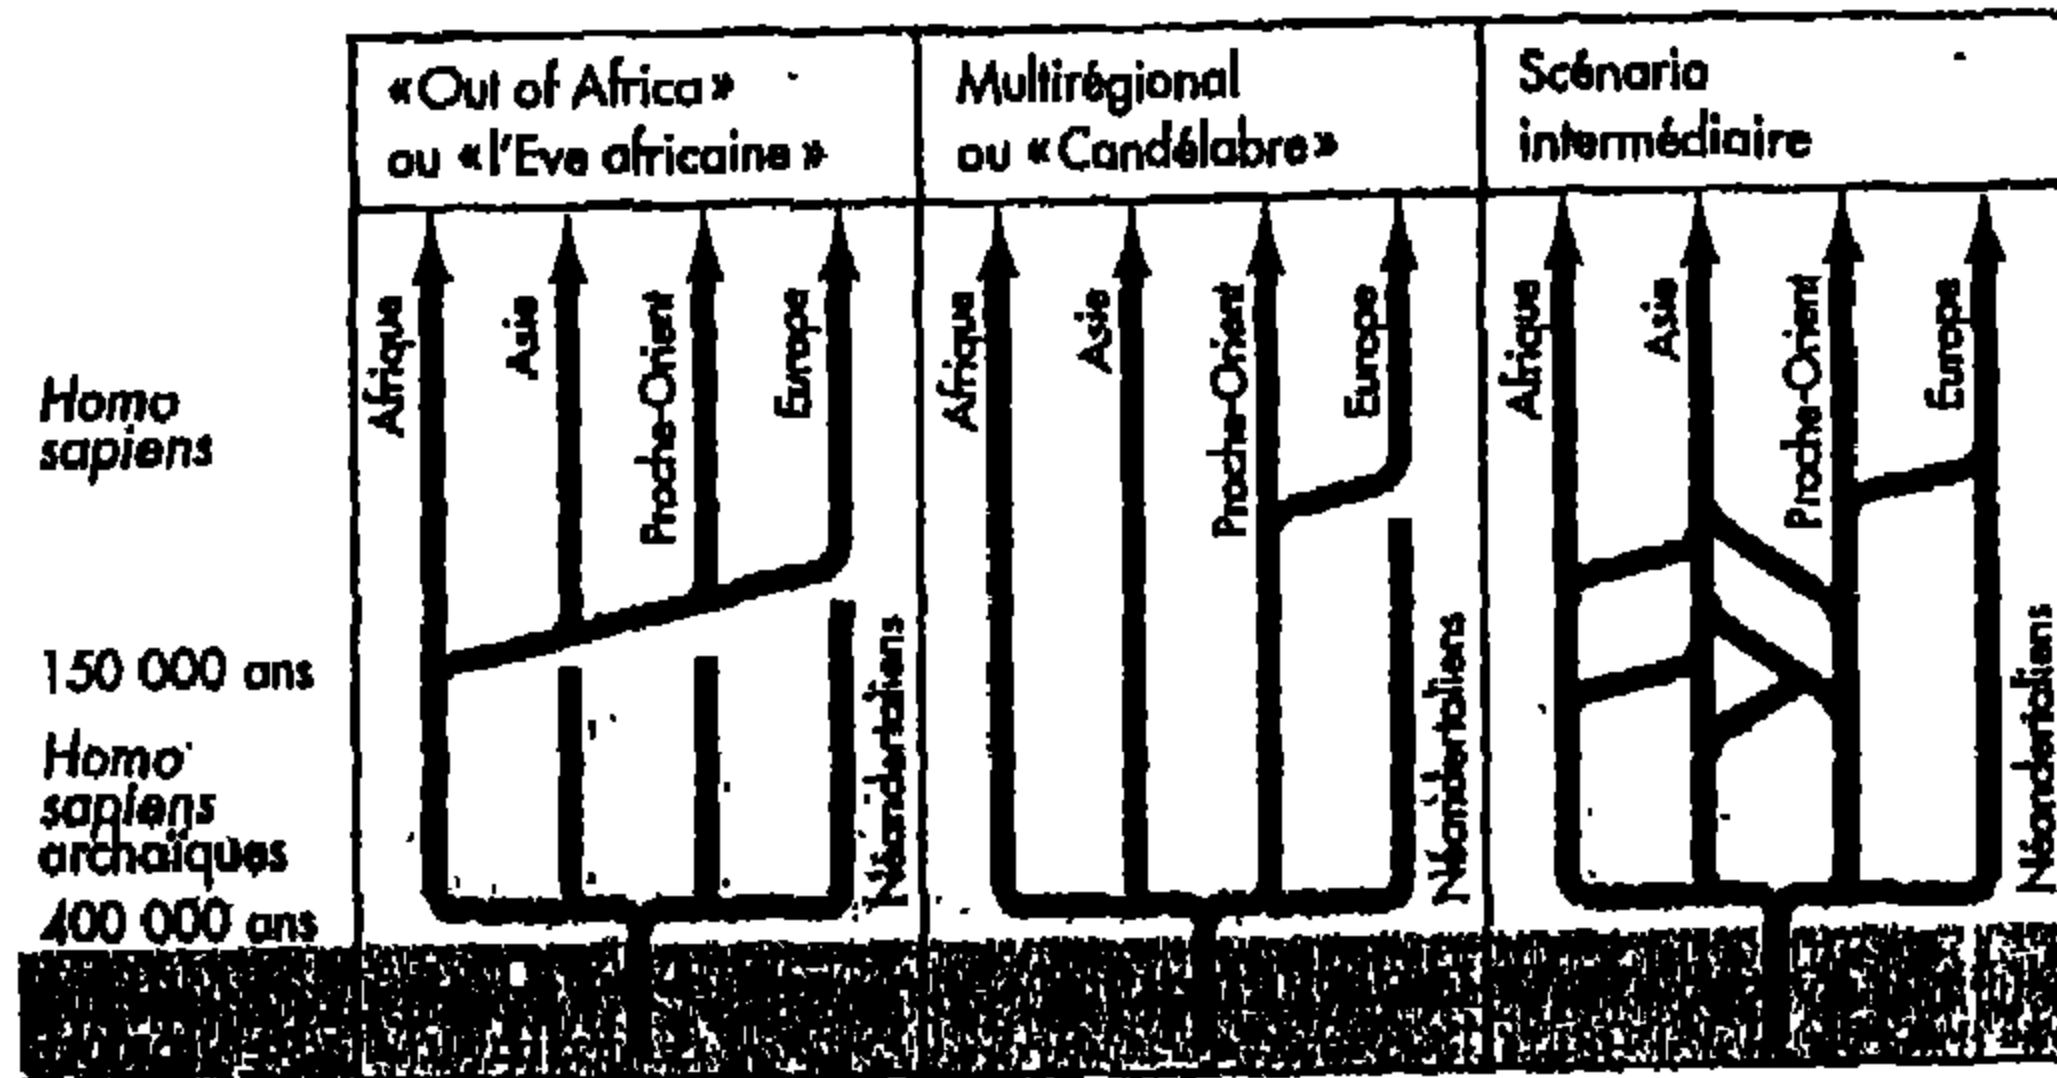 «Out of Africa»
ou «l'Eve africaine»
Multirégional
ou «Candélabre»
Scénario
intermédiaire
Afrique
Asie
Proche-Orient
Europe
Afrique
Asie
Proche-Orient
Europe
Afrique
Asie
Proche-Orient
Europe
Homo
sapiens
150 000 ans
Homo
sapiens
archaïques
400 000 ans
Néandertaliens
Néandertaliens
Néandertaliens